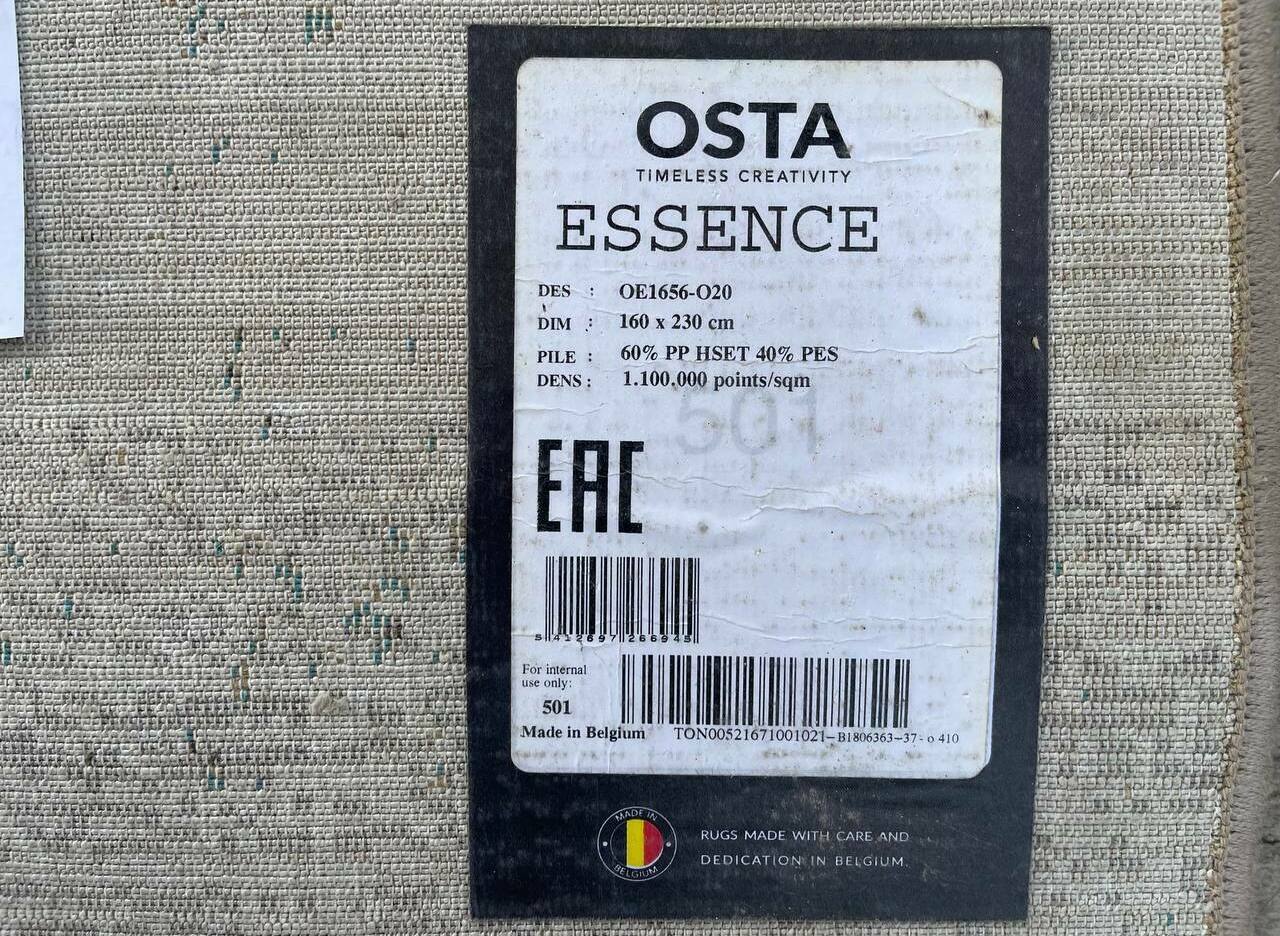 OSTA
TIMELESS CREATIVITY
ESSENCE
DES : OE1656-O20
DIM : 160 x 230 cm
PILE : 60% PP HSET 40% PES
DENS : 1.100.000 points/sqm
501
EAC
5 412697 266945
For internal
use only:
501
Made in Belgium TON00521671001021-B1806363-37- o 410
MADE IN
BELGIUM
RUGS MADE WITH CARE AND
DEDICATION IN BELGIUM.